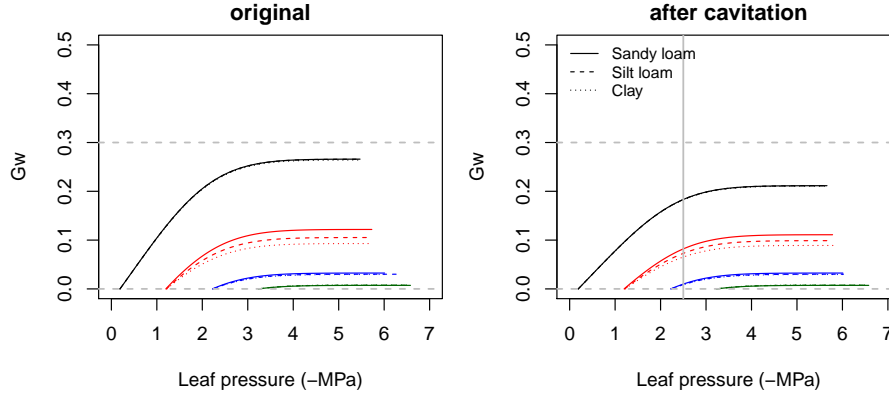 original
0.5
0.4
0.3
0.2
0.1
0.0
Gw
0 1 2 3 4 5 6 7
Leaf pressure (−MPa)
after cavitation
Sandy loam
Silt loam
Clay
0.5
0.4
0.3
0.2
0.1
0.0
Gw
0 1 2 3 4 5 6 7
Leaf pressure (−MPa)